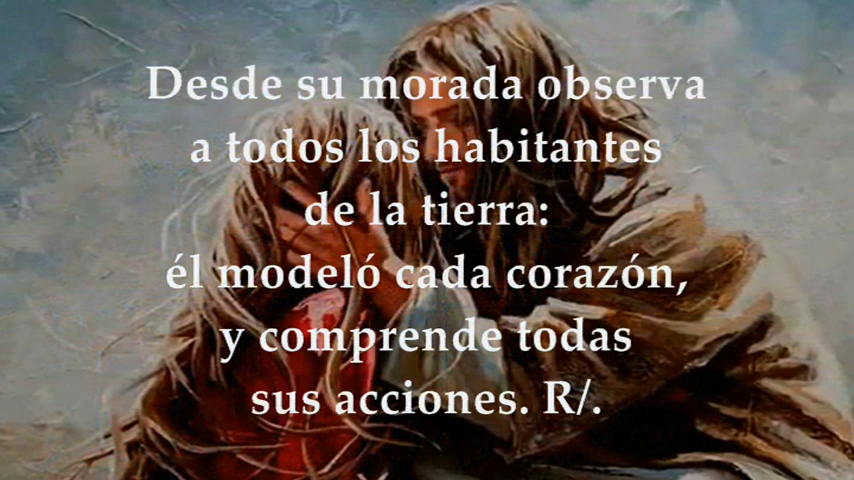 Desde su morada observa
a todos los habitantes
de la tierra:
él modeló cada corazón,
y comprende todas
sus acciones. R/.